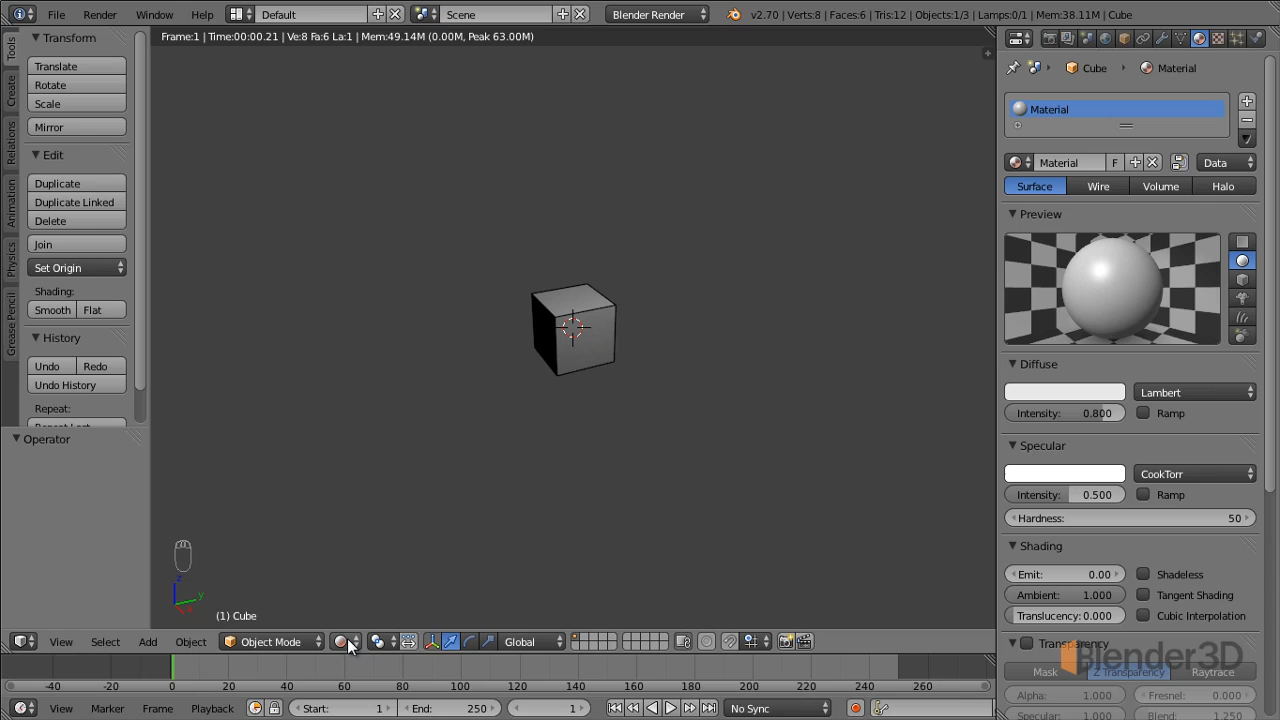 File Render Window Help Default Scene Blender Render v2.70 | Verts:8 | Faces:6 | Tris:12 | Objects:1/3 | Lamps:0/1 | Mem:38.11M | Cube
Frame:1 | Time:00:00.21 | Ve:8 Fa:6 La:1 | Mem:49.14M (0.00M, Peak 63.00M)
Tools
Create
Relations
Animation
Physics
Grease Pencil
Transform
Translate
Rotate
Scale
Mirror
Edit
Duplicate
Duplicate Linked
Delete
Join
Set Origin
Shading:
Smooth Flat
History
Undo Redo
Undo History
Repeat:
Repeat Last
Operator
z
y
x
(1) Cube
View Select Add Object Object Mode Global
-40 -20 0 20 40 60 80 100 120 140 160 180 200 220 240 260
View Marker Frame Playback Start: 1 End: 250 1 No Sync
Cube Material
Material
Material F Data
Surface Wire Volume Halo
Preview
Diffuse
Lambert
Intensity: 0.800 Ramp
Specular
CookTorr
Intensity: 0.500 Ramp
Hardness: 50
Shading
Emit: 0.00 Shadeless
Ambient: 1.000 Tangent Shading
Translucency: 0.000 Cubic Interpolation
Transparency
Blender3D
Mask Z Transparency Raytrace
Alpha: 1.000 Fresnel: 0.000
Specular: 1.000 Blend: 1.250